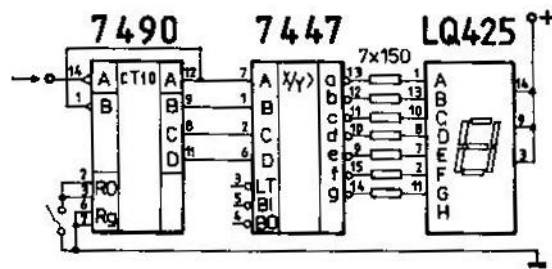 7490 7447 LQ425
7x150
14 A CT10 A 12 7 A X/Y> a 13 1 A 14
1 B B 9 1 B b 12 13 B
C 8 2 C c 11 10 C
D 11 6 D d 10 8 D 9
e 9 7 E 3
2 R0 3 LT f 15 2 F
3 5 BI g 14 11 G
6 Rg 4 BO H
7
+